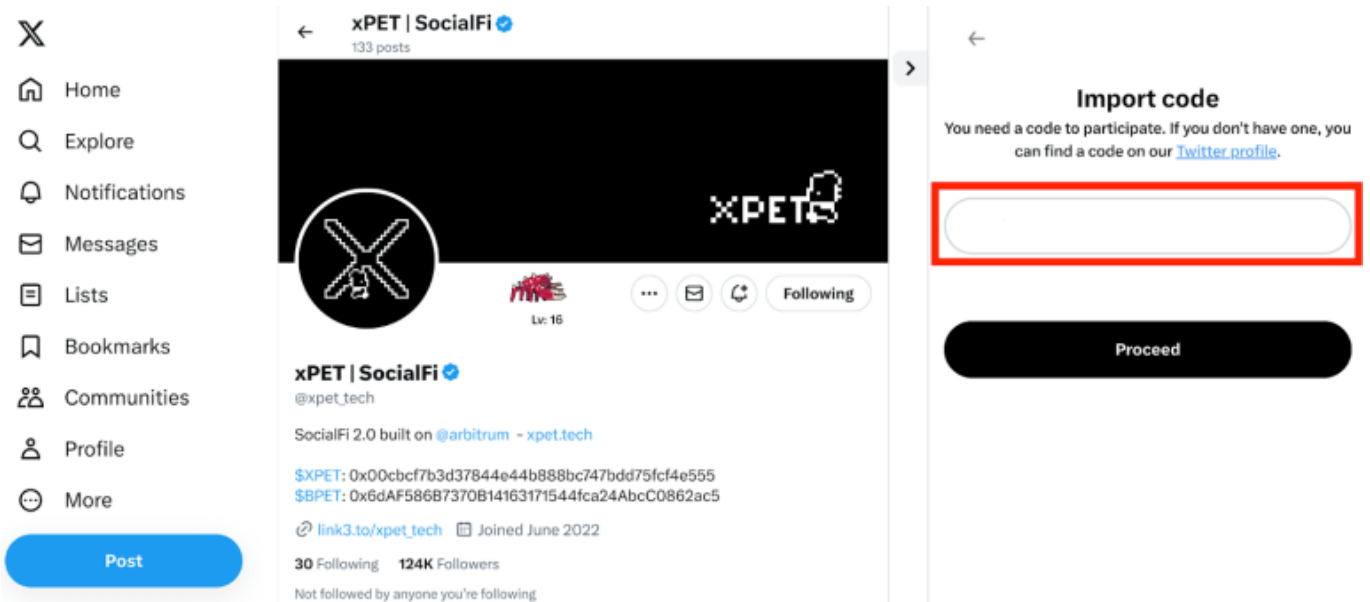 Home
Explore
Notifications
Messages
Lists
Bookmarks
Communities
Profile
More
Post
xPET | SocialFi
133 posts
XPET
Lv: 16
Following
xPET | SocialFi
@xpet_tech
SocialFi 2.0 built on @arbitrum - xpet.tech
$XPET: 0x00cbcf7b3d37844e44b888bc747bdd75fcf4e555
$BPET: 0x6dAF586B7370B14163171544fca24AbcC0862ac5
link3.to/xpet_tech Joined June 2022
30 Following 124K Followers
Not followed by anyone you're following
Import code
You need a code to participate. If you don't have one, you
can find a code on our Twitter profile.
Proceed